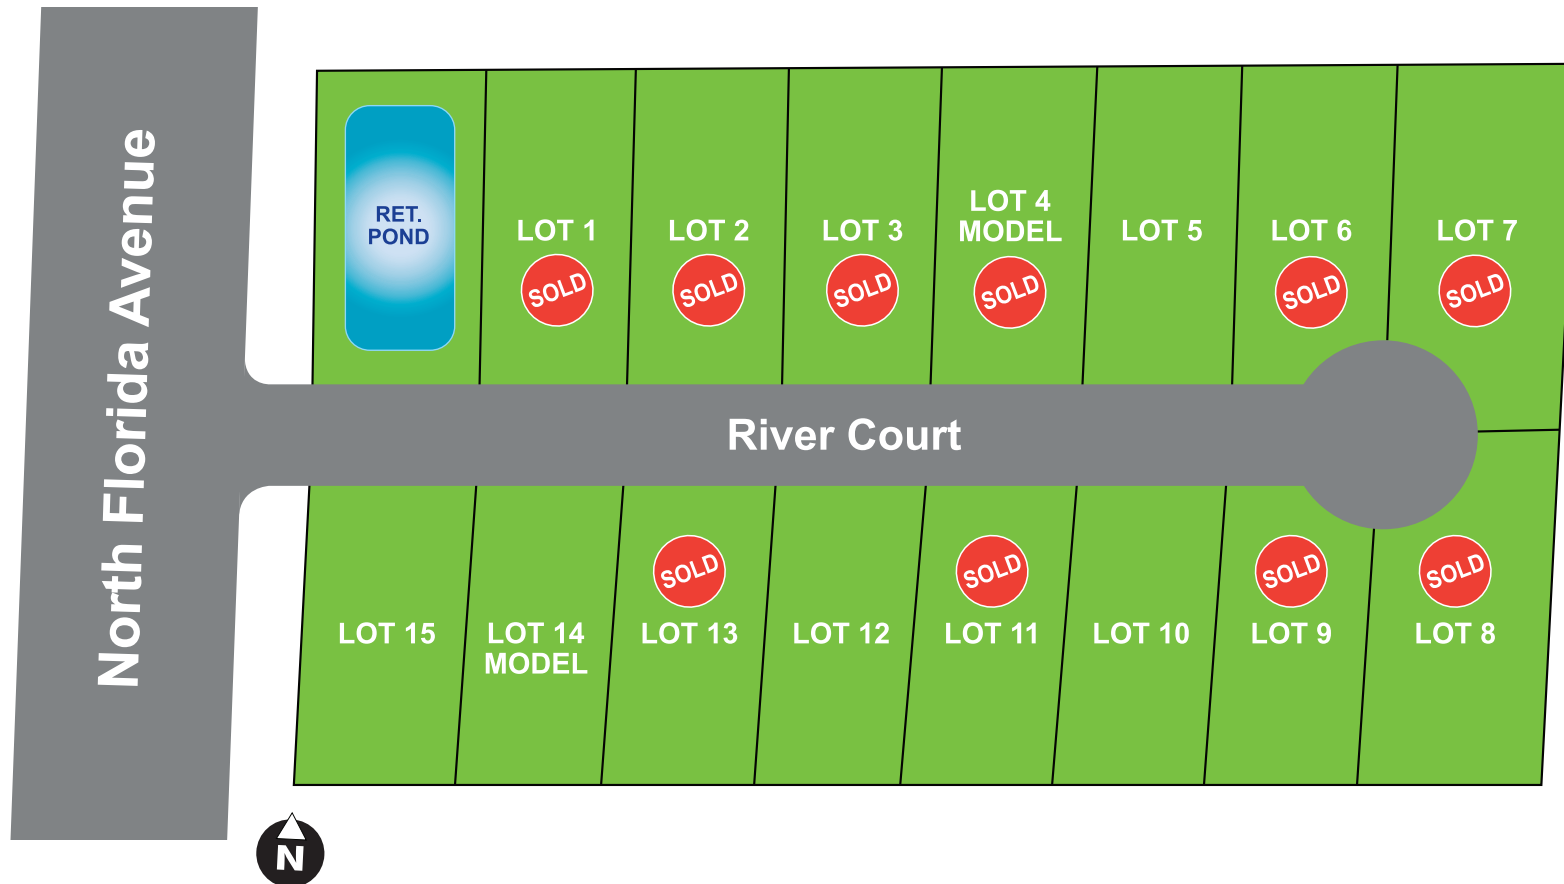 North Florida Avenue
RET.
POND
LOT 1
SOLD
LOT 2
SOLD
LOT 3
SOLD
LOT 4
MODEL
SOLD
LOT 5
LOT 6
SOLD
LOT 7
SOLD
River Court
LOT 15
LOT 14
MODEL
SOLD
LOT 13
LOT 12
SOLD
LOT 11
LOT 10
SOLD
LOT 9
SOLD
LOT 8
N